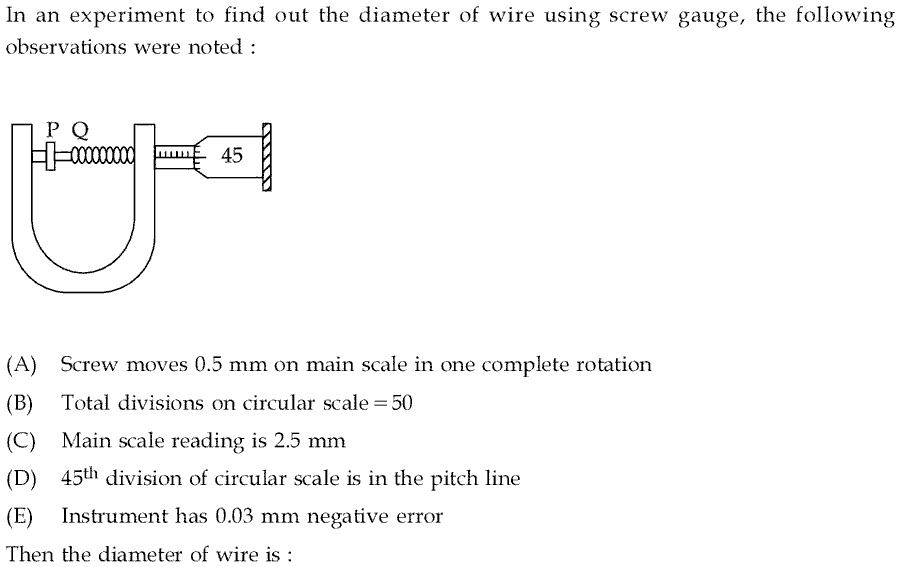 In an experiment to find out the diameter of wire using screw gauge, the following
observations were noted :
P Q
45
(A) Screw moves 0.5 mm on main scale in one complete rotation
(B) Total divisions on circular scale = 50
(C) Main scale reading is 2.5 mm
(D) 45th division of circular scale is in the pitch line
(E) Instrument has 0.03 mm negative error
Then the diameter of wire is :